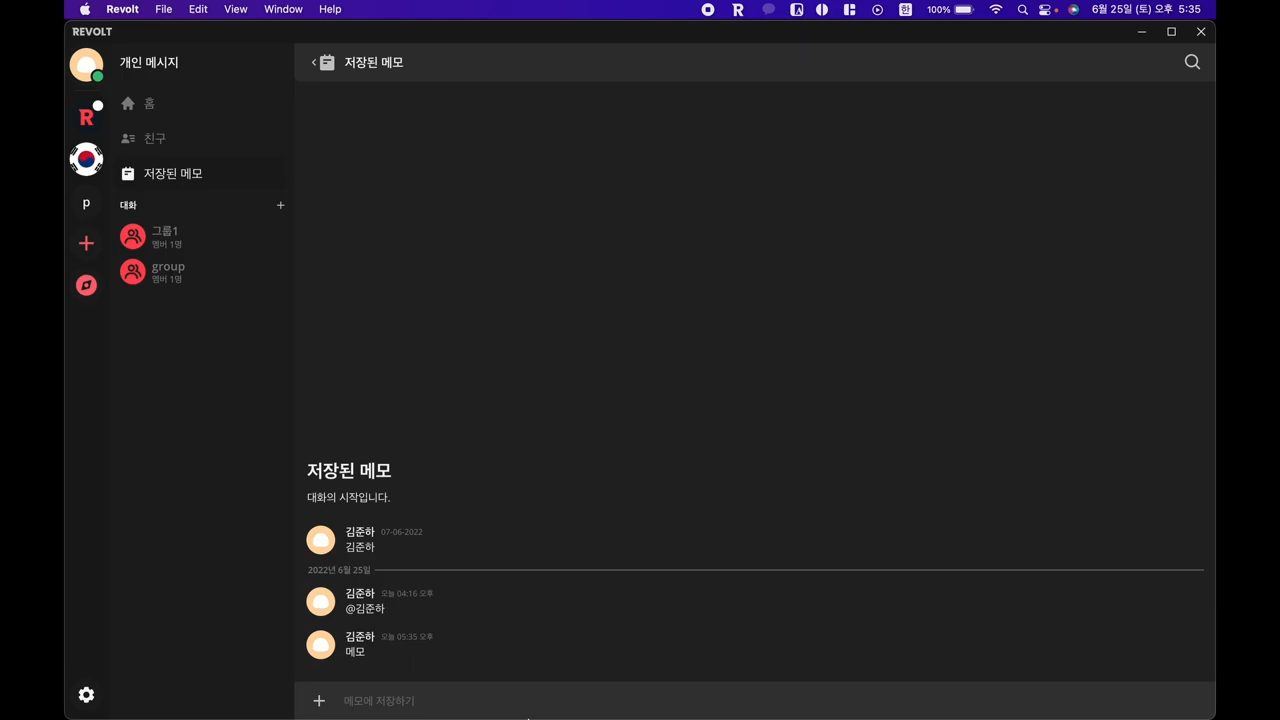 Revolt File Edit View Window Help
한 100% 6월 25일 (토) 오후 5:35
REVOLT
개인 메시지
홈
친구
저장된 메모
대화
그룹1
멤버 1명
group
멤버 1명
p
저장된 메모
저장된 메모
대화의 시작입니다.
김준하 07-06-2022
김준하
2022년 6월 25일
김준하 오늘 04:16 오후
@김준하
김준하 오늘 05:35 오후
메모
메모에 저장하기